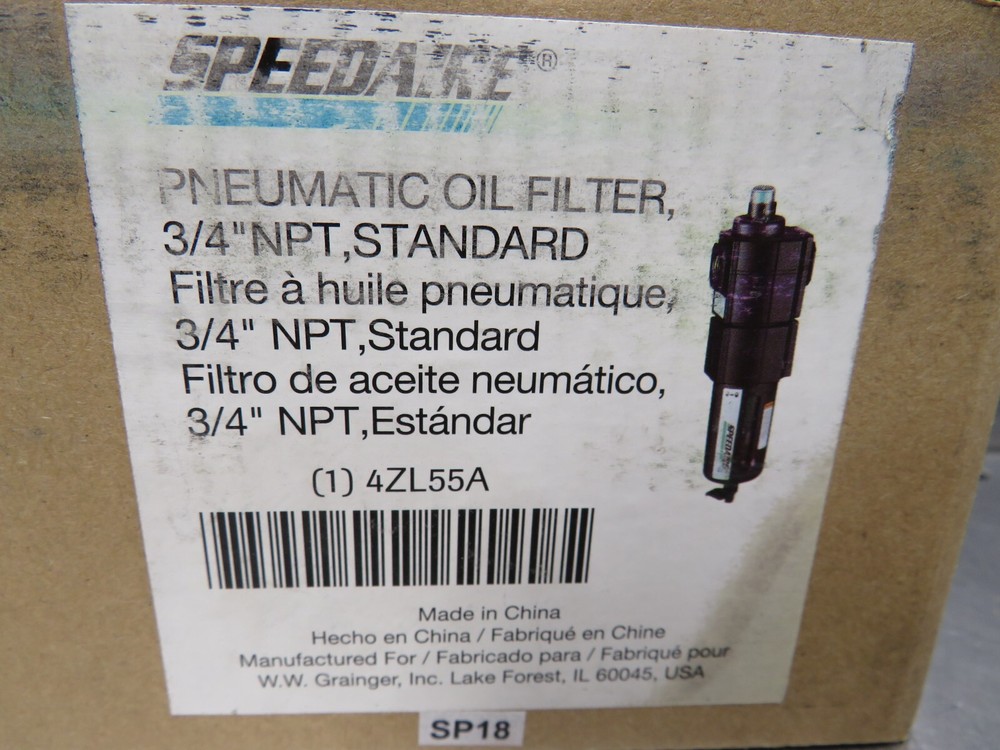 SPEEDAIRE®
PNEUMATIC OIL FILTER,
3/4"NPT,STANDARD
Filtre à huile pneumatique,
3/4" NPT,Standard
Filtro de aceite neumático,
3/4" NPT,Estándar
SPEEDAIRE
(1) 4ZL55A
Made in China
Hecho en China / Fabriqué en Chine
Manufactured For / Fabricado para / Fabriqué pour
W.W. Grainger, Inc. Lake Forest, IL 60045, USA
SP18